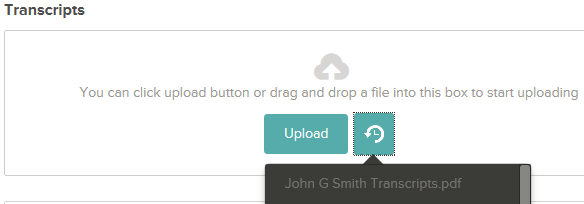 Transcripts
You can click upload button or drag and drop a file into this box to start uploading
Upload
John G Smith Transcripts.pdf